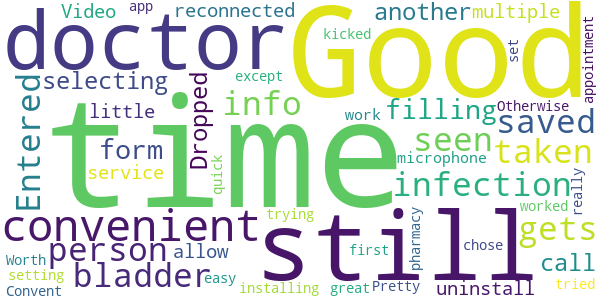 Video app reconnected another multiple kicked set appointment
doctor Good
selecting except
Entered little Dropped info filling Otherwise
time
form quick work seen saved
service microphone taken
infection worked really
convenient trying still gets
person allow first pharmacy chose call
Worth bladder easy great Pretty tried
setting
Convent installing uninstall